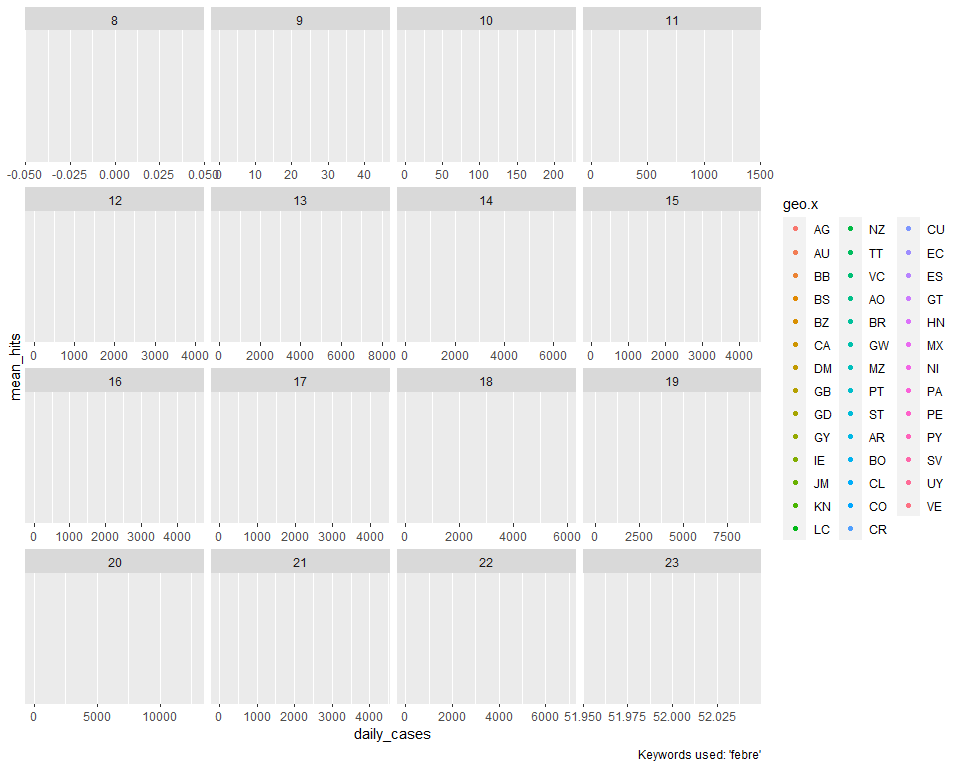 8 9 10 11
-0.050 -0.025 0.000 0.025 0.050 0 10 20 30 40 0 50 100 150 200 0 500 1000 1500
12 13 14 15
0 1000 2000 3000 4000 0 2000 4000 6000 8000 0 2000 4000 6000 0 1000 2000 3000 4000
16 17 18 19
0 1000 2000 3000 4000 0 1000 2000 3000 4000 0 2000 4000 6000 0 2500 5000 7500
20 21 22 23
0 5000 10000 0 1000 2000 3000 4000 0 2000 4000 6000 51.950 51.975 52.000 52.025
mean_hits
daily_cases
geo.x
AG NZ CU
AU TT EC
BB VC ES
BS AO GT
BZ BR HN
CA GW MX
DM MZ NI
GB PT PA
GD ST PE
GY AR PY
IE BO SV
JM CL UY
KN CO VE
LC CR
Keywords used: 'febre'